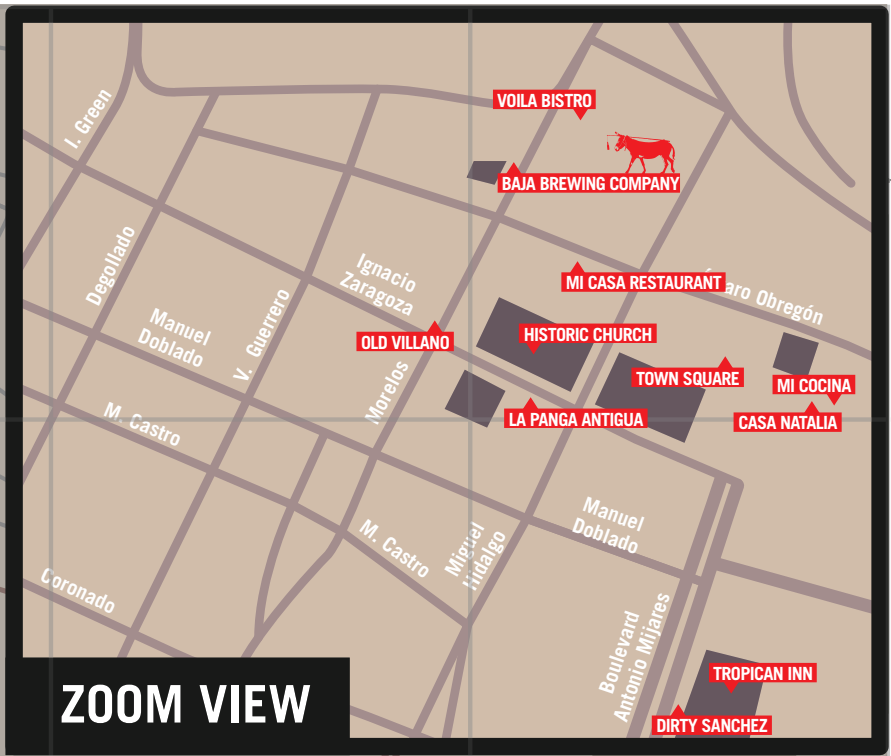 VOILA BISTRO
I. Green
BAJA BREWING COMPANY
Degollado
Ignacio
Zaragoza
MI CASA RESTAURANT
aro Obregón
Manuel
Doblado
V. Guerrero
OLD VILLANO
HISTORIC CHURCH
TOWN SQUARE
MI COCINA
Morelos
LA PANGA ANTIGUA
CASA NATALIA
M. Castro
Manuel
Doblado
M. Castro
Miguel
Hidalgo
Coronado
Boulevard
Antonio Mijares
TROPICAN INN
DIRTY SANCHEZ
ZOOM VIEW